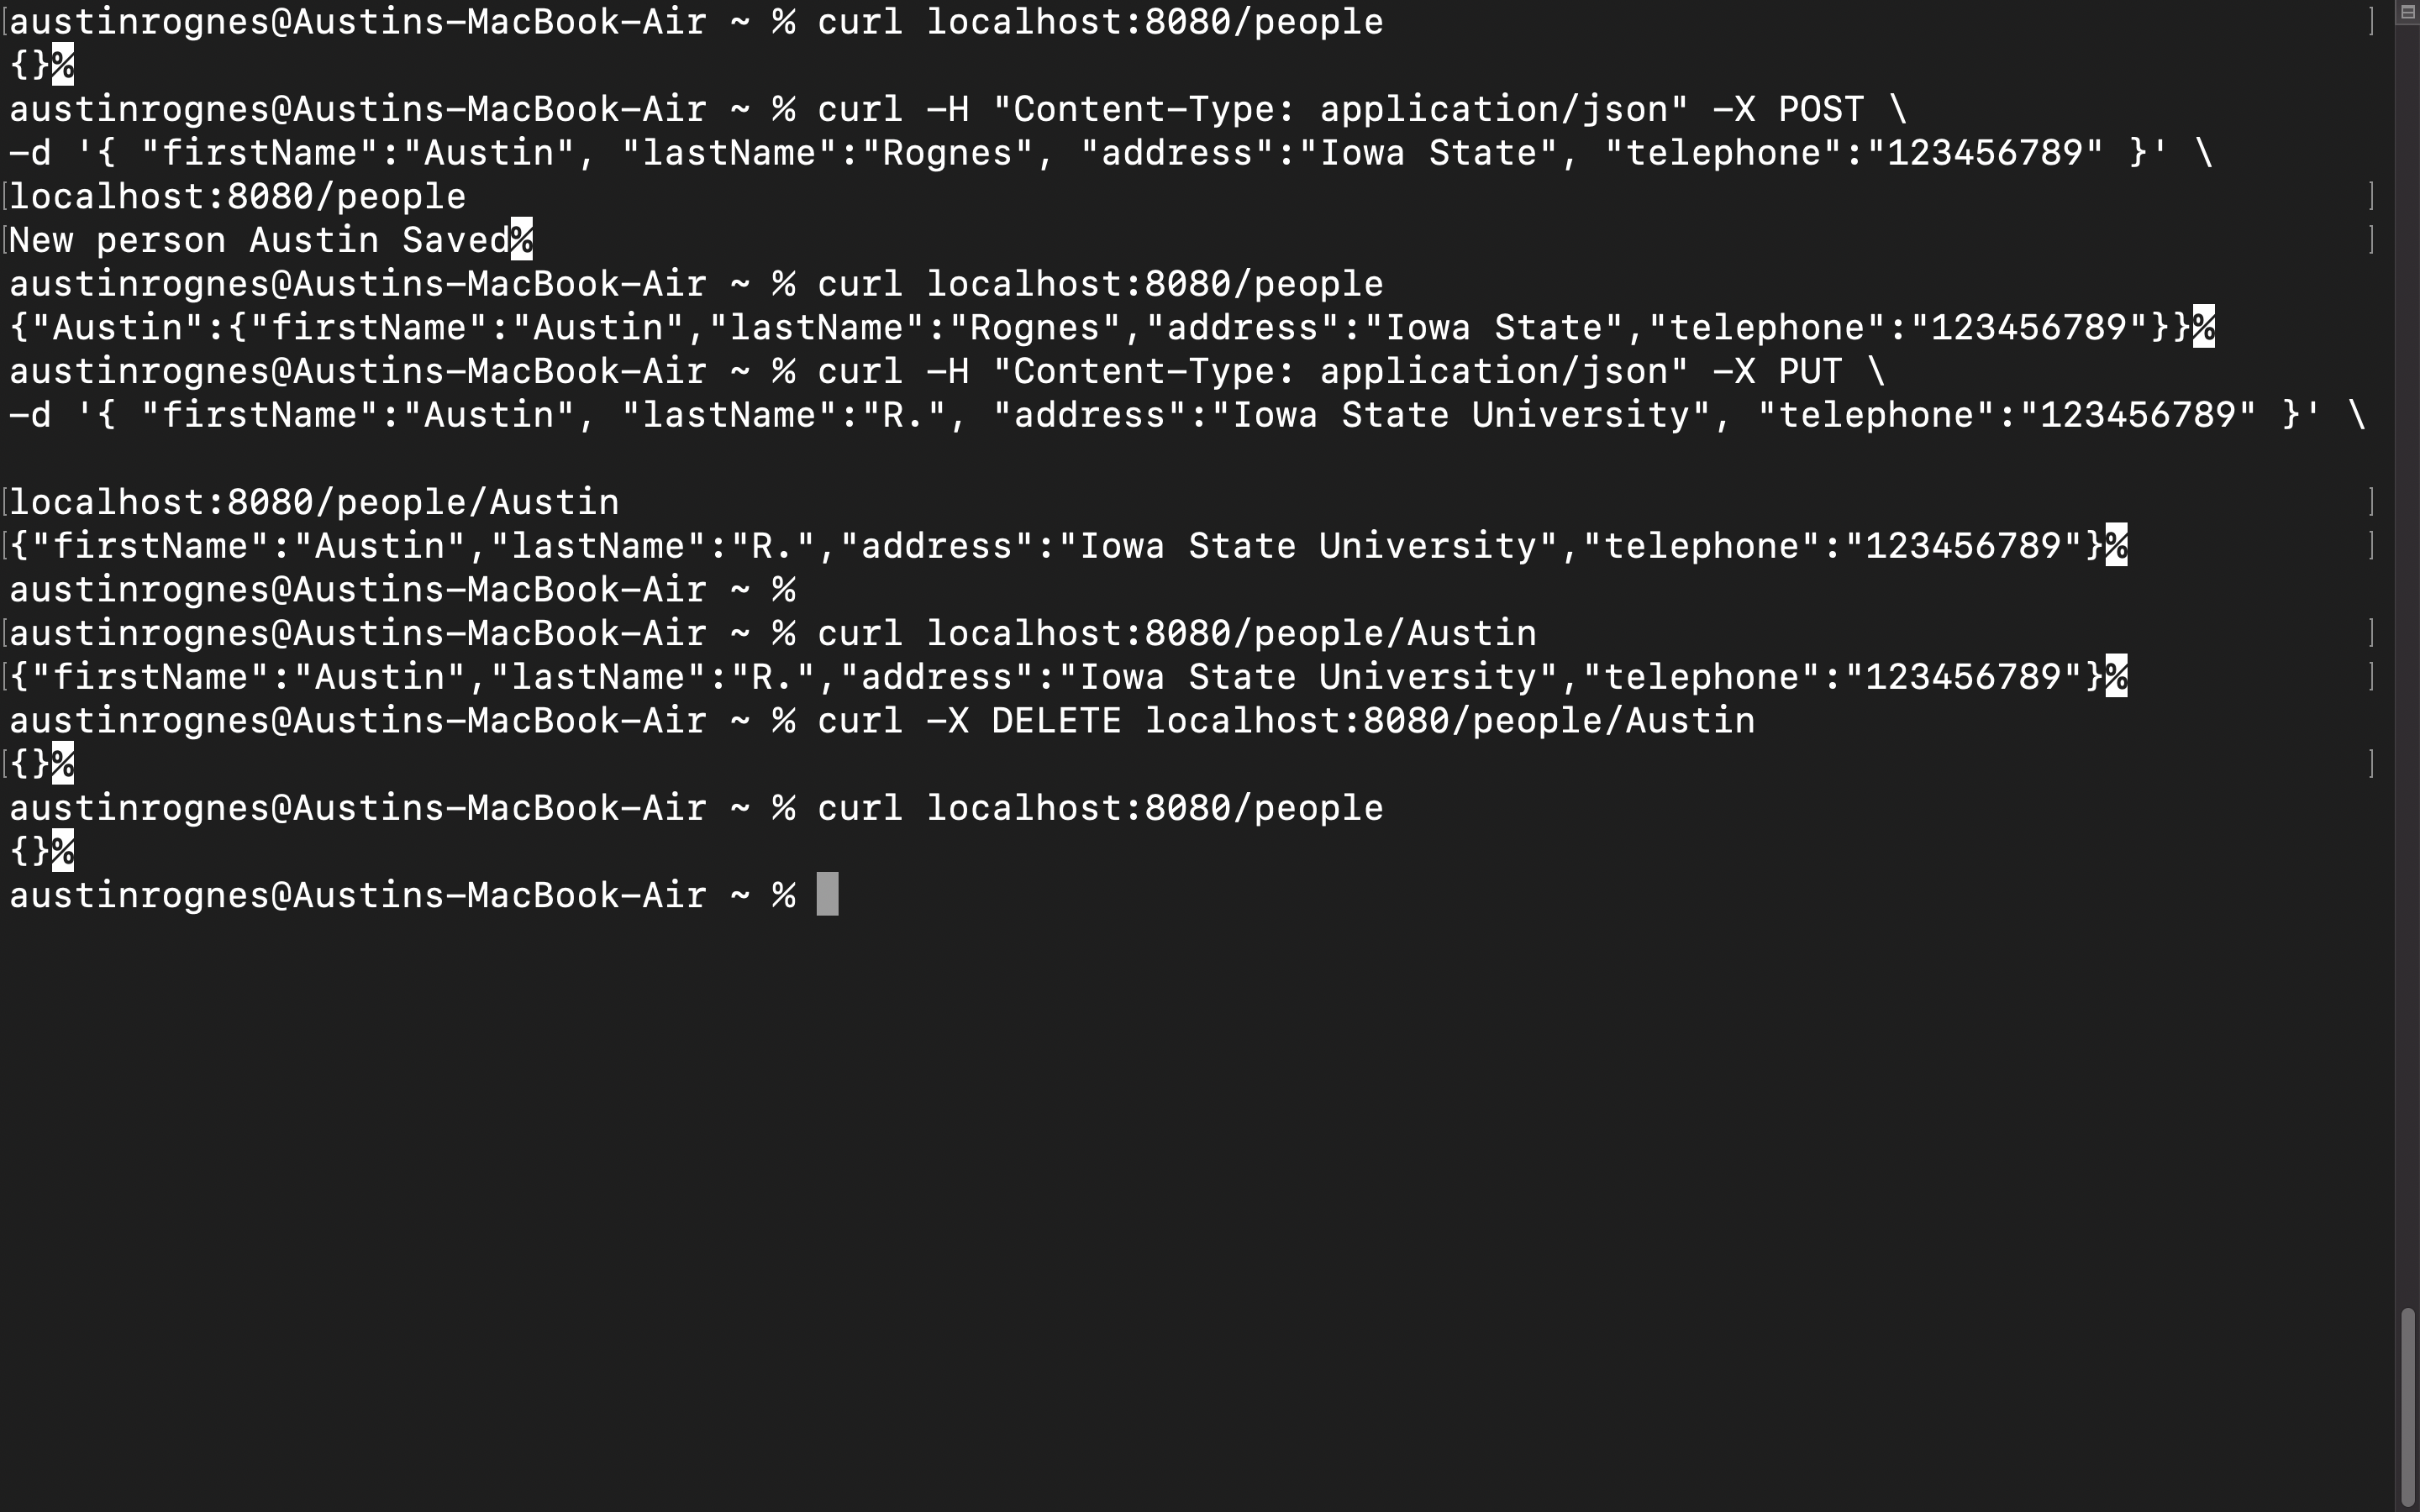 austinrognes@Austins-MacBook-Air ~ % curl localhost:8080/people
{}%
austinrognes@Austins-MacBook-Air ~ % curl -H "Content-Type: application/json" -X POST \
-d '{ "firstName":"Austin", "lastName":"Rognes", "address":"Iowa State", "telephone":"123456789" }' \
localhost:8080/people
New person Austin Saved%
austinrognes@Austins-MacBook-Air ~ % curl localhost:8080/people
{"Austin":{"firstName":"Austin","lastName":"Rognes","address":"Iowa State","telephone":"123456789"}}%
austinrognes@Austins-MacBook-Air ~ % curl -H "Content-Type: application/json" -X PUT \
-d '{ "firstName":"Austin", "lastName":"R.", "address":"Iowa State University", "telephone":"123456789" }' \
localhost:8080/people/Austin
{"firstName":"Austin","lastName":"R.","address":"Iowa State University","telephone":"123456789"}%
austinrognes@Austins-MacBook-Air ~ %
austinrognes@Austins-MacBook-Air ~ % curl localhost:8080/people/Austin
{"firstName":"Austin","lastName":"R.","address":"Iowa State University","telephone":"123456789"}%
austinrognes@Austins-MacBook-Air ~ % curl -X DELETE localhost:8080/people/Austin
{}%
austinrognes@Austins-MacBook-Air ~ % curl localhost:8080/people
{}%
austinrognes@Austins-MacBook-Air ~ %